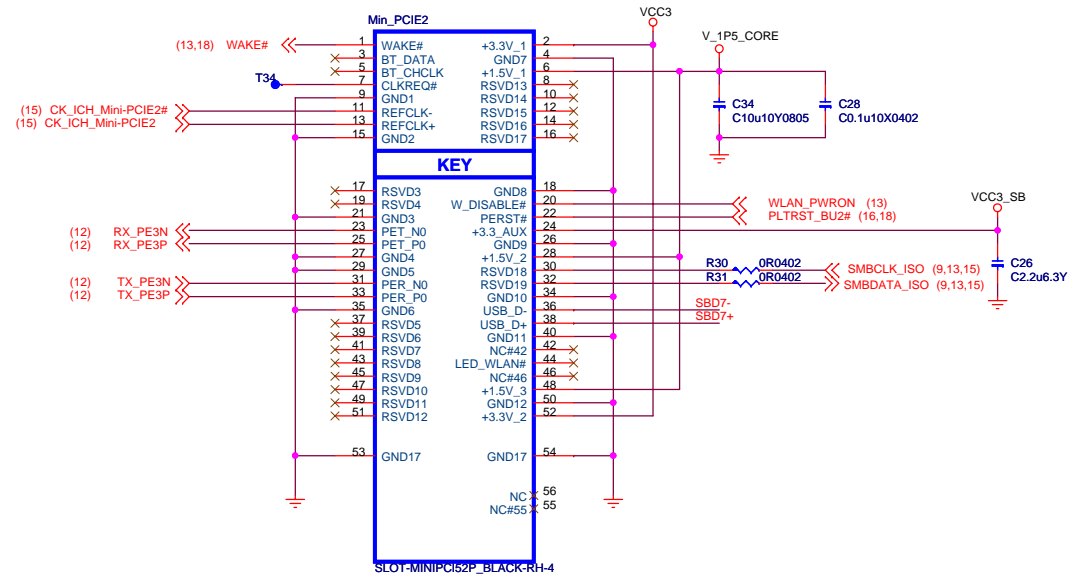 Min_PCIE2
VCC3
V_1P5_CORE
(13,18) WAKE# 1 WAKE# +3.3V_1 2
3 BT_DATA GND7 4
5 BT_CHCLK +1.5V_1 6
T34 7 CLKREQ# RSVD13 8
9 GND1 RSVD14 10
(15) CK_ICH_Mini-PCIE2# 11 REFCLK- RSVD15 12
(15) CK_ICH_Mini-PCIE2 13 REFCLK+ RSVD16 14
15 GND2 RSVD17 16
C34
C10u10Y0805
C28
C0.1u10X0402
KEY
17 RSVD3 GND8 18
19 RSVD4 W_DISABLE# 20 WLAN_PWRON (13)
21 GND3 PERST# 22 PLTRST_BU2# (16,18)
(12) RX_PE3N 23 PET_N0 +3.3_AUX 24 VCC3_SB
(12) RX_PE3P 25 PET_P0 GND9 26
27 GND4 +1.5V_2 28
29 GND5 RSVD18 30 R30 0R0402 SMBCLK_ISO (9,13,15)
(12) TX_PE3N 31 PER_N0 RSVD19 32 R31 0R0402 SMBDATA_ISO (9,13,15)
(12) TX_PE3P 33 PER_P0 GND10 34
C26
C2.2u6.3Y
35 GND6 USB_D- 36 SBD7-
37 RSVD5 USB_D+ 38 SBD7+
39 RSVD6 GND11 40
41 RSVD7 NC#42 42
43 RSVD8 LED_WLAN# 44
45 RSVD9 NC#46 46
47 RSVD10 +1.5V_3 48
49 RSVD11 GND12 50
51 RSVD12 +3.3V_2 52
53 GND17 GND17 54
NC 56
NC#55 55
SLOT-MINIPCI52P_BLACK-RH-4